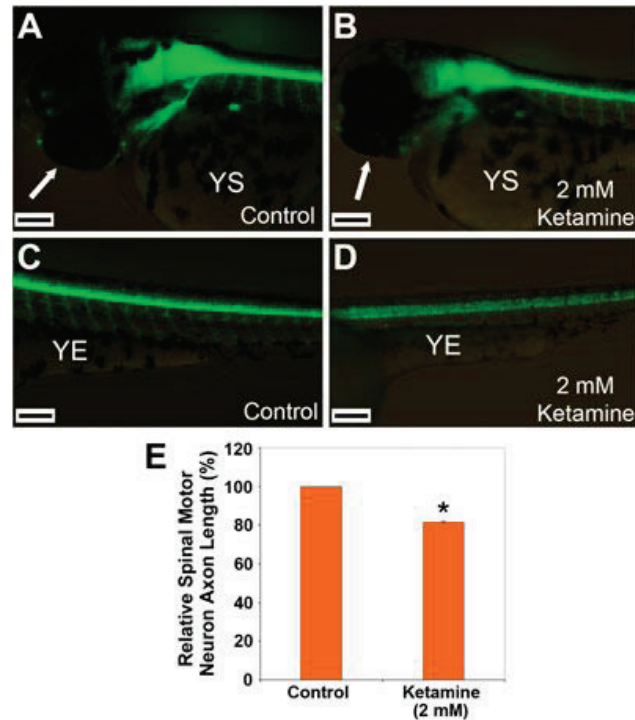 A
YS
Control
B
YS
2 mM
Ketamine
C
YE
Control
D
YE
2 mM
Ketamine
E
Relative Spinal Motor
Neuron Axon Length (%)
120
100
80
60
40
20
0
*
Control
Ketamine
(2 mM)